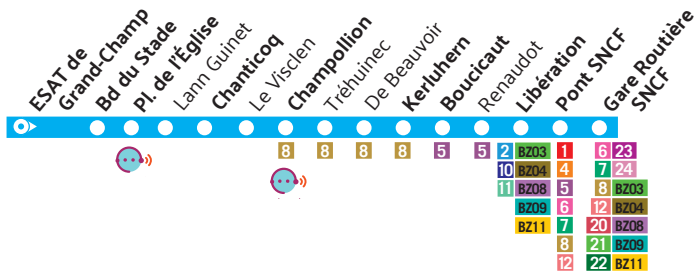 ESAT de
Grand-Champ
Bd du Stade
Pl. de l'Église
Lann Guinet
Chanticoq
Le Visclen
Champollion
Tréhuinec
De Beauvoir
Kerluhern
Boucicaut
Renaudot
Libération
Pont SNCF
Gare Routière
SNCF
8 8 8 8 5 5 2 BZ03 1 6 23
10 BZ04 4 7 24
11 BZ08 5 8 BZ03
BZ09 6 12 BZ04
BZ11 7 20 BZ08
8 21 BZ09
12 22 BZ11